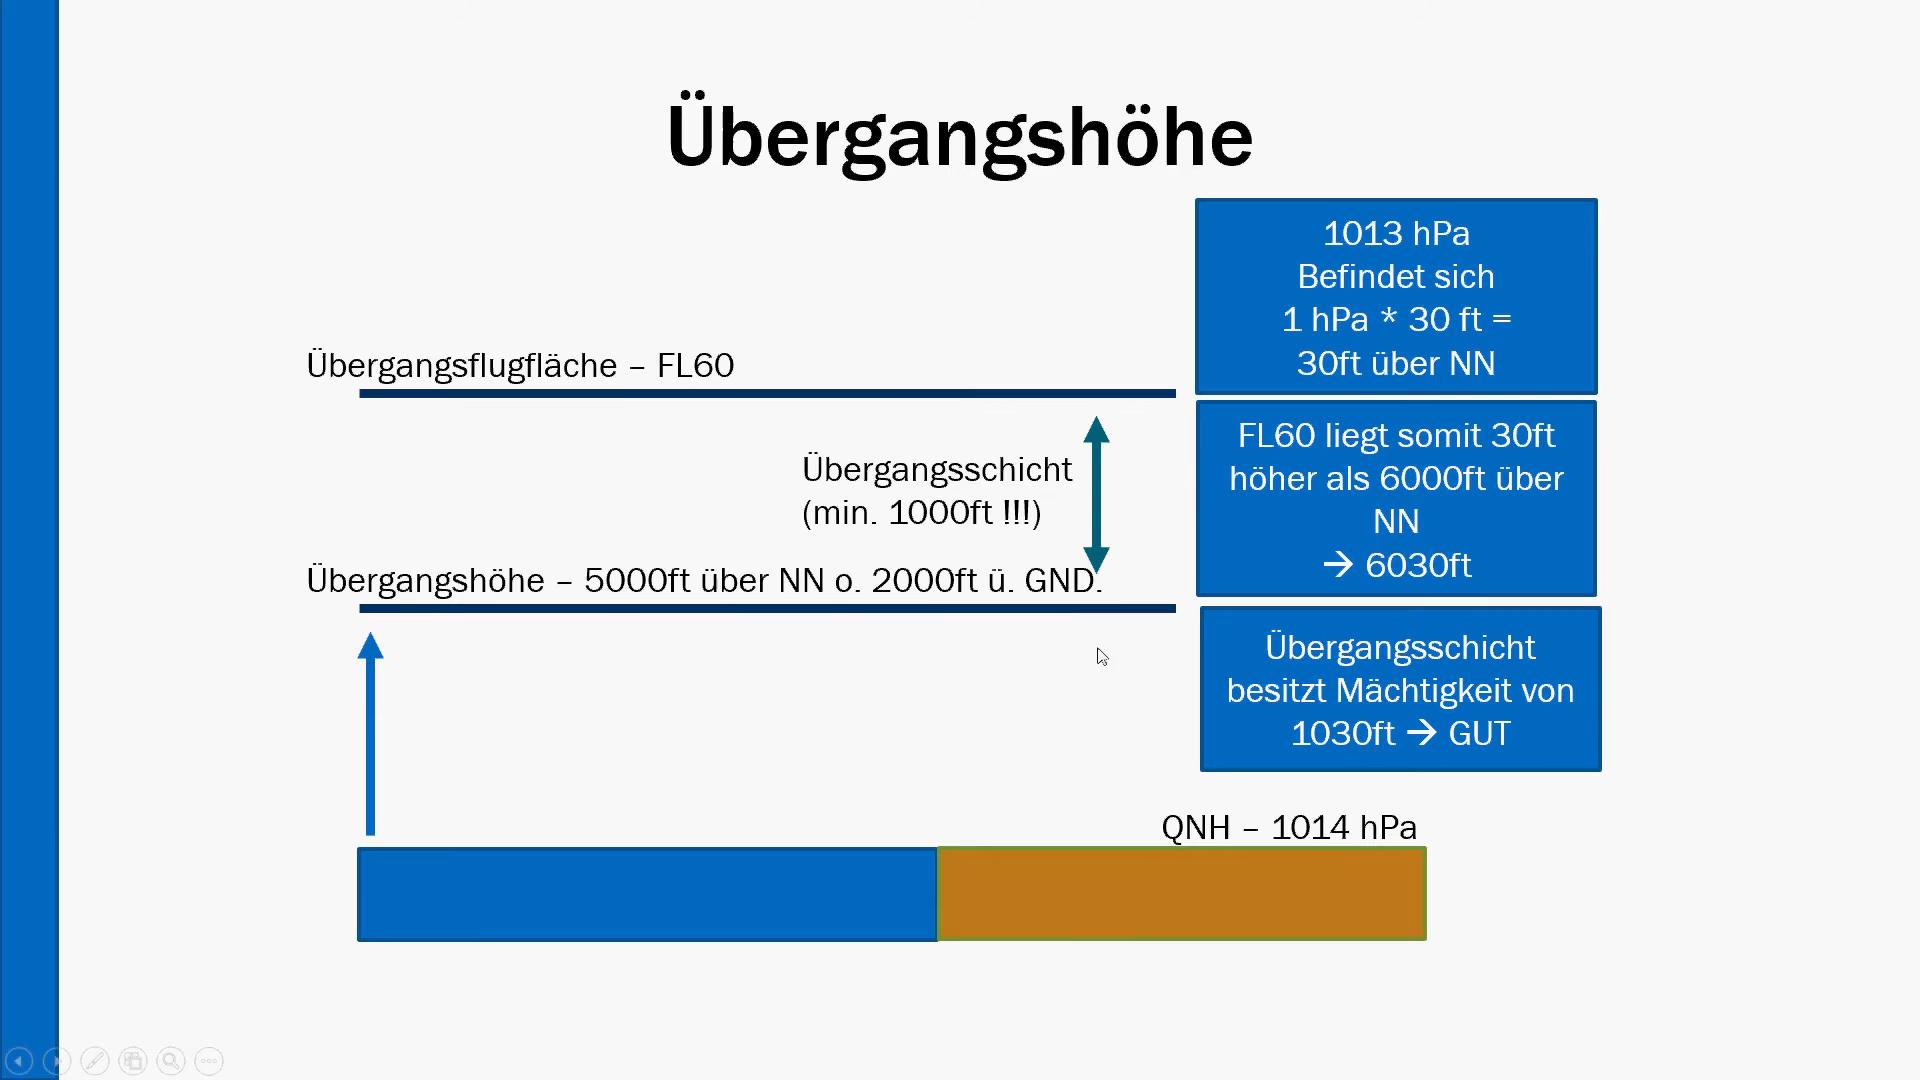 Übergangshöhe
1013 hPa
Befindet sich
1 hPa * 30 ft =
30ft über NN
Übergangsflugfläche – FL60
FL60 liegt somit 30ft
höher als 6000ft über
NN
→ 6030ft
Übergangsschicht
(min. 1000ft !!!)
Übergangshöhe – 5000ft über NN o. 2000ft ü. GND.
Übergangsschicht
besitzt Mächtigkeit von
1030ft → GUT
QNH – 1014 hPa